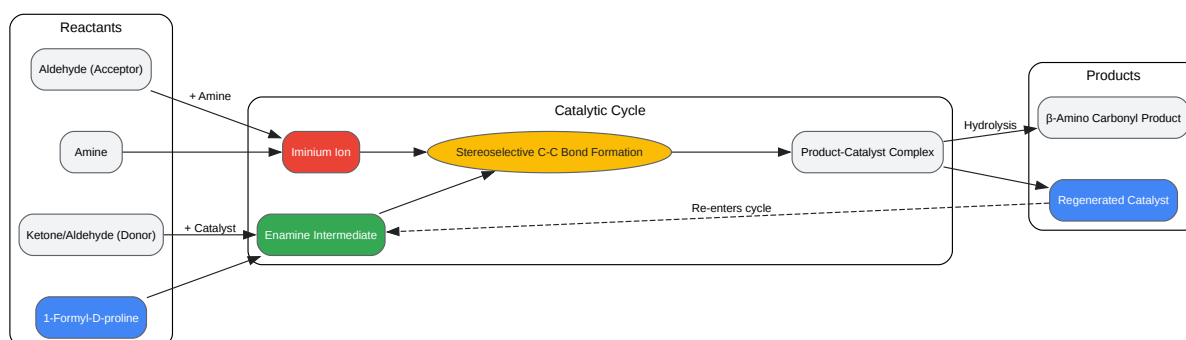 Reactants
Aldehyde (Acceptor)
+ Amine
Amine
Ketone/Aldehyde (Donor)
+ Catalyst
1-Formyl-D-proline
Catalytic Cycle
Iminium Ion
Stereoselective C-C Bond Formation
Product-Catalyst Complex
Enamine Intermediate
Re-enters cycle
Hydrolysis
Products
β-Amino Carbonyl Product
Regenerated Catalyst